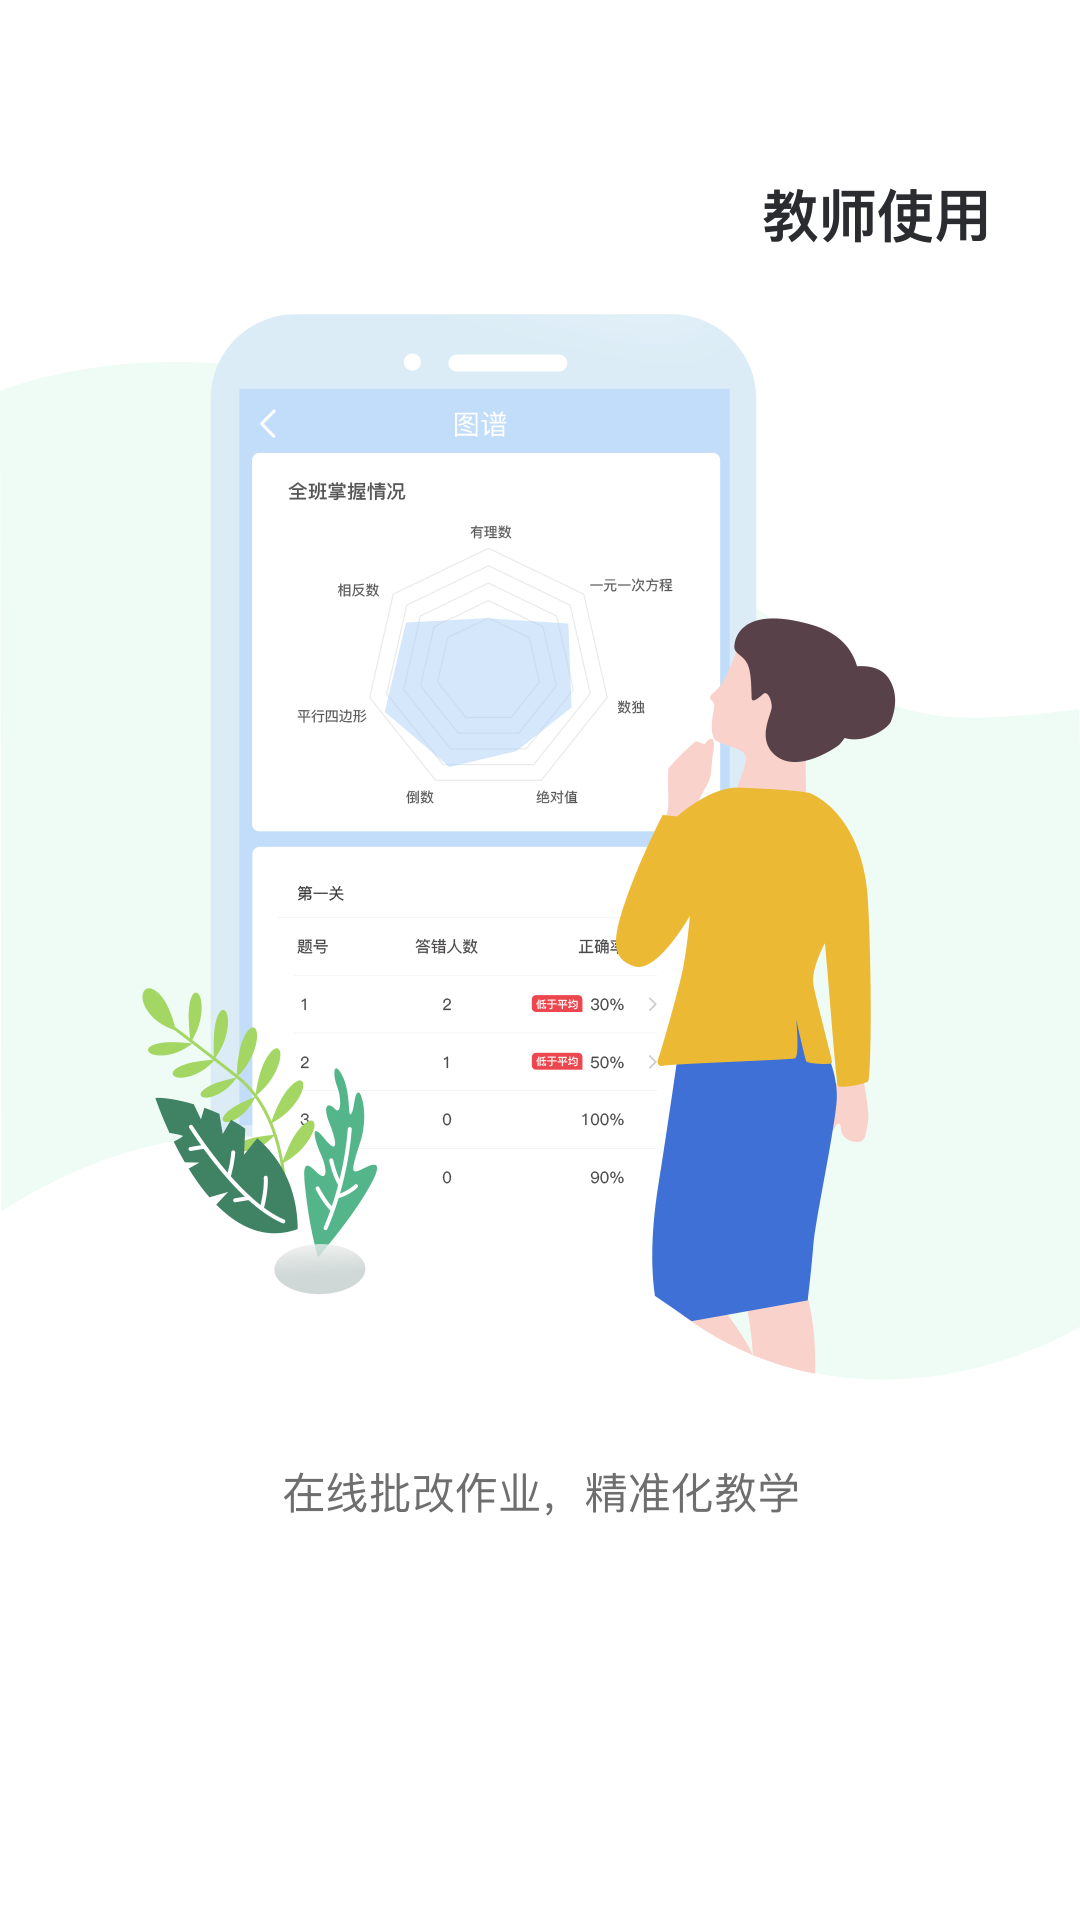 教师使用
图谱
全班掌握情况
有理数
相反数
一元一次方程
平行四边形
数独
倒数
绝对值
第一关
题号 答错人数 正确率
1 2 低于平均 30%
2 1 低于平均 50%
3 0 100%
0 90%
在线批改作业，精准化教学